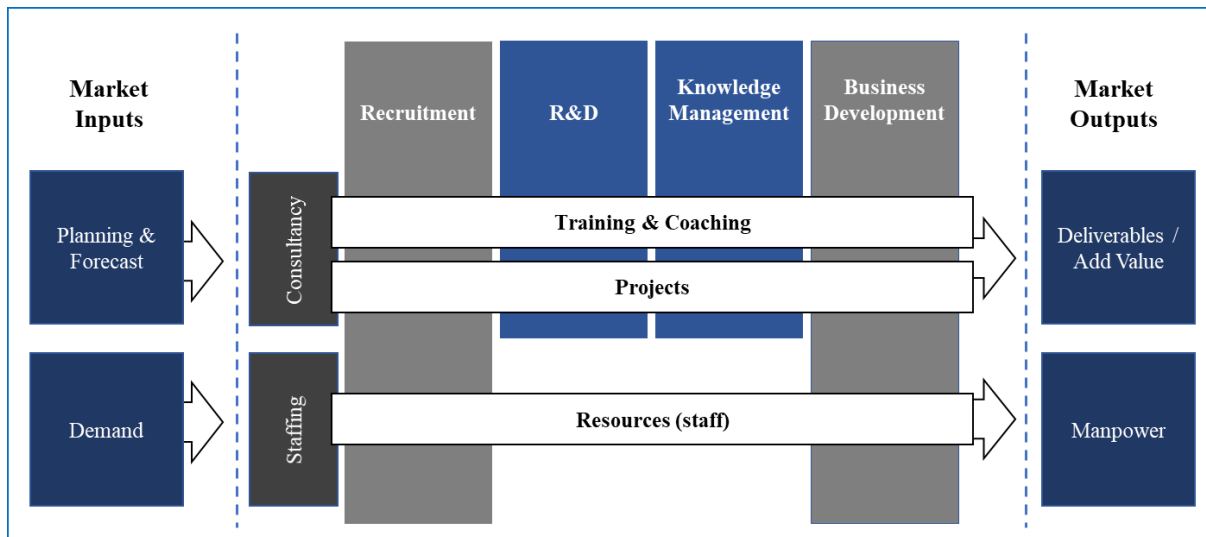 Market
Inputs
Recruitment
R&D
Knowledge
Management
Business
Development
Market
Outputs
Planning &
Forecast
Consultancy
Training & Coaching
Projects
Deliverables /
Add Value
Demand
Staffing
Resources (staff)
Manpower